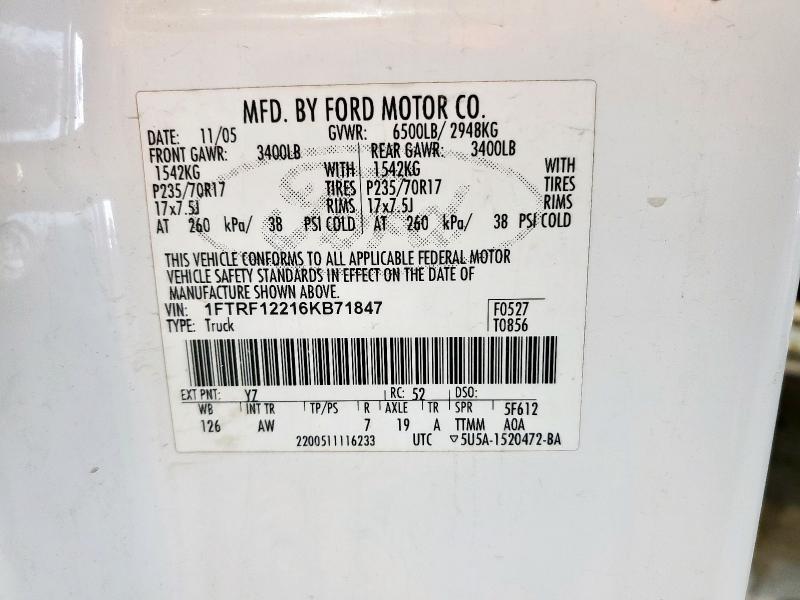 MFD. BY FORD MOTOR CO.
DATE: 11/05 GVWR: 6500LB/ 2948KG
FRONT GAWR: 3400LB REAR GAWR: 3400LB
1542KG WITH 1542KG WITH
P235/70R17 TIRES P235/70R17 TIRES
17x7.5J RIMS 17x7.5J RIMS
AT 260 kPa/ 38 PSI COLD AT 260 kPa/ 38 PSI COLD
THIS VEHICLE CONFORMS TO ALL APPLICABLE FEDERAL MOTOR
VEHICLE SAFETY STANDARDS IN EFFECT ON THE DATE OF
MANUFACTURE SHOWN ABOVE.
VIN: 1FTRF12216KB71847 F0527
TYPE: Truck T0856
EXT PNT: YZ RC: 52 DSO:
WB INT TR TP/PS R AXLE TR SPR 5F612
126 AW 7 19 A TTMM AOA
2200511116233 UTC ▽5U5A-1520472-BA